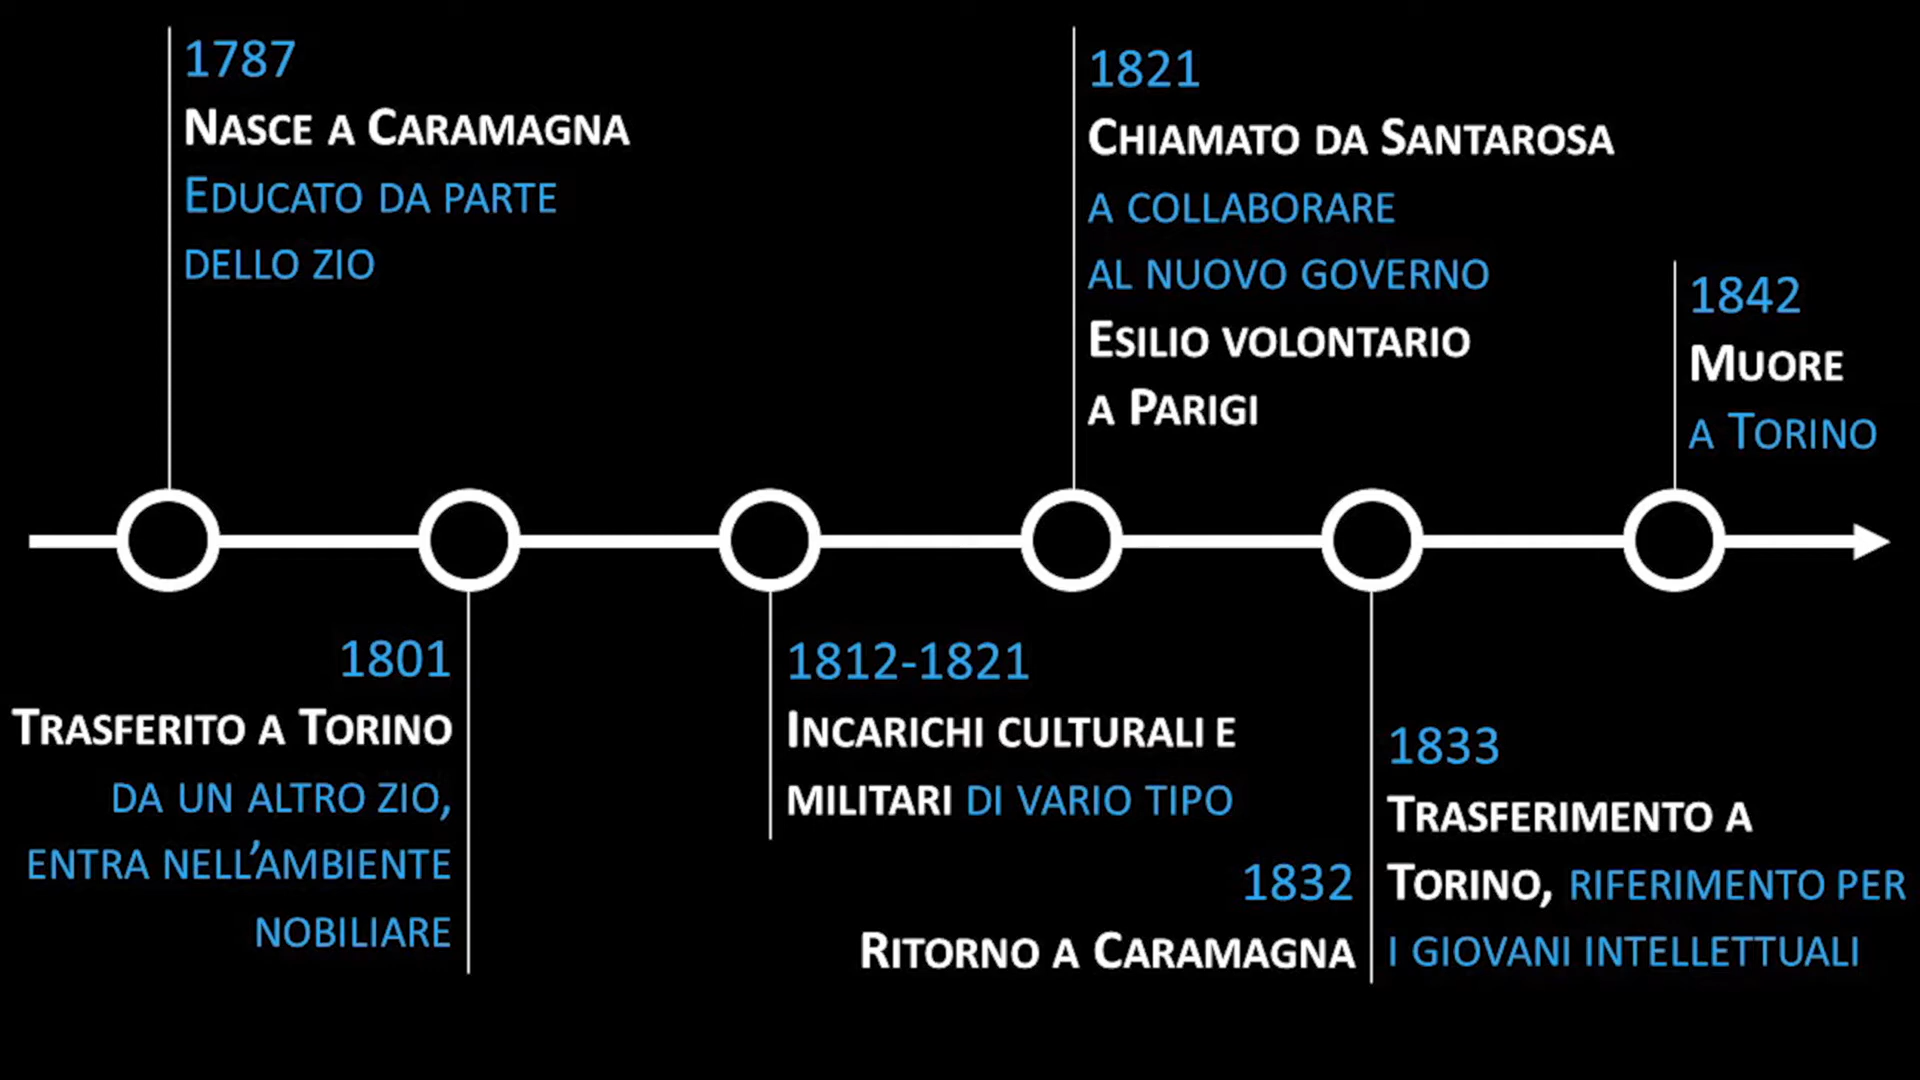 1787
NASCE A CARAMAGNA
EDUCATO DA PARTE
DELLO ZIO
1801
TRASFERITO A TORINO
DA UN ALTRO ZIO,
ENTRA NELL’AMBIENTE
NOBILIARE
1812-1821
INCARICHI CULTURALI E
MILITARI DI VARIO TIPO
1821
CHIAMATO DA SANTAROSA
A COLLABORARE
AL NUOVO GOVERNO
ESILIO VOLONTARIO
A PARIGI
1832
RITORNO A CARAMAGNA
1833
TRASFERIMENTO A
TORINO, RIFERIMENTO PER
I GIOVANI INTELLETTUALI
1842
MUORE
A TORINO